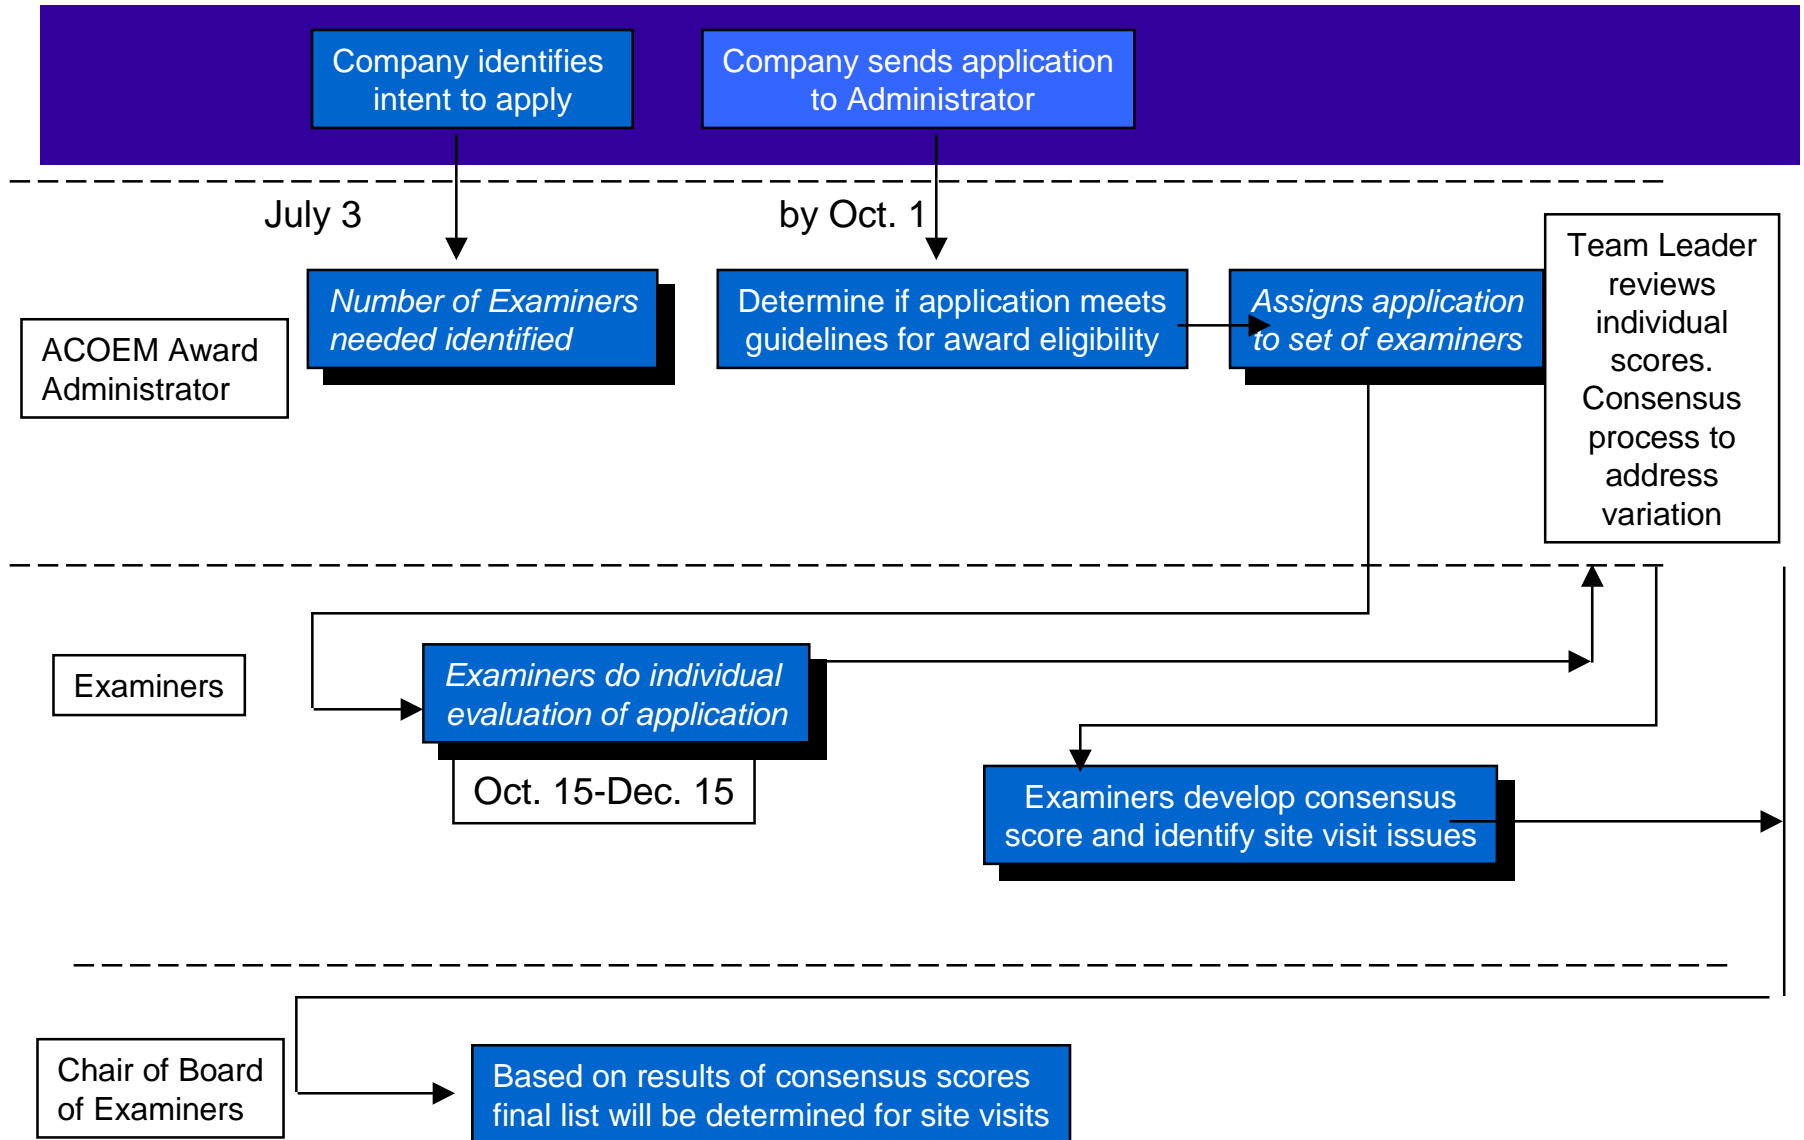 Company identifies
intent to apply
Company sends application
to Administrator
July 3
by Oct. 1
ACOEM Award
Administrator
Number of Examiners
needed identified
Determine if application meets
guidelines for award eligibility
Assigns application
to set of examiners
Team Leader
reviews
individual
scores.
Consensus
process to
address
variation
Examiners
Examiners do individual
evaluation of application
Oct. 15-Dec. 15
Examiners develop consensus
score and identify site visit issues
Chair of Board
of Examiners
Based on results of consensus scores
final list will be determined for site visits